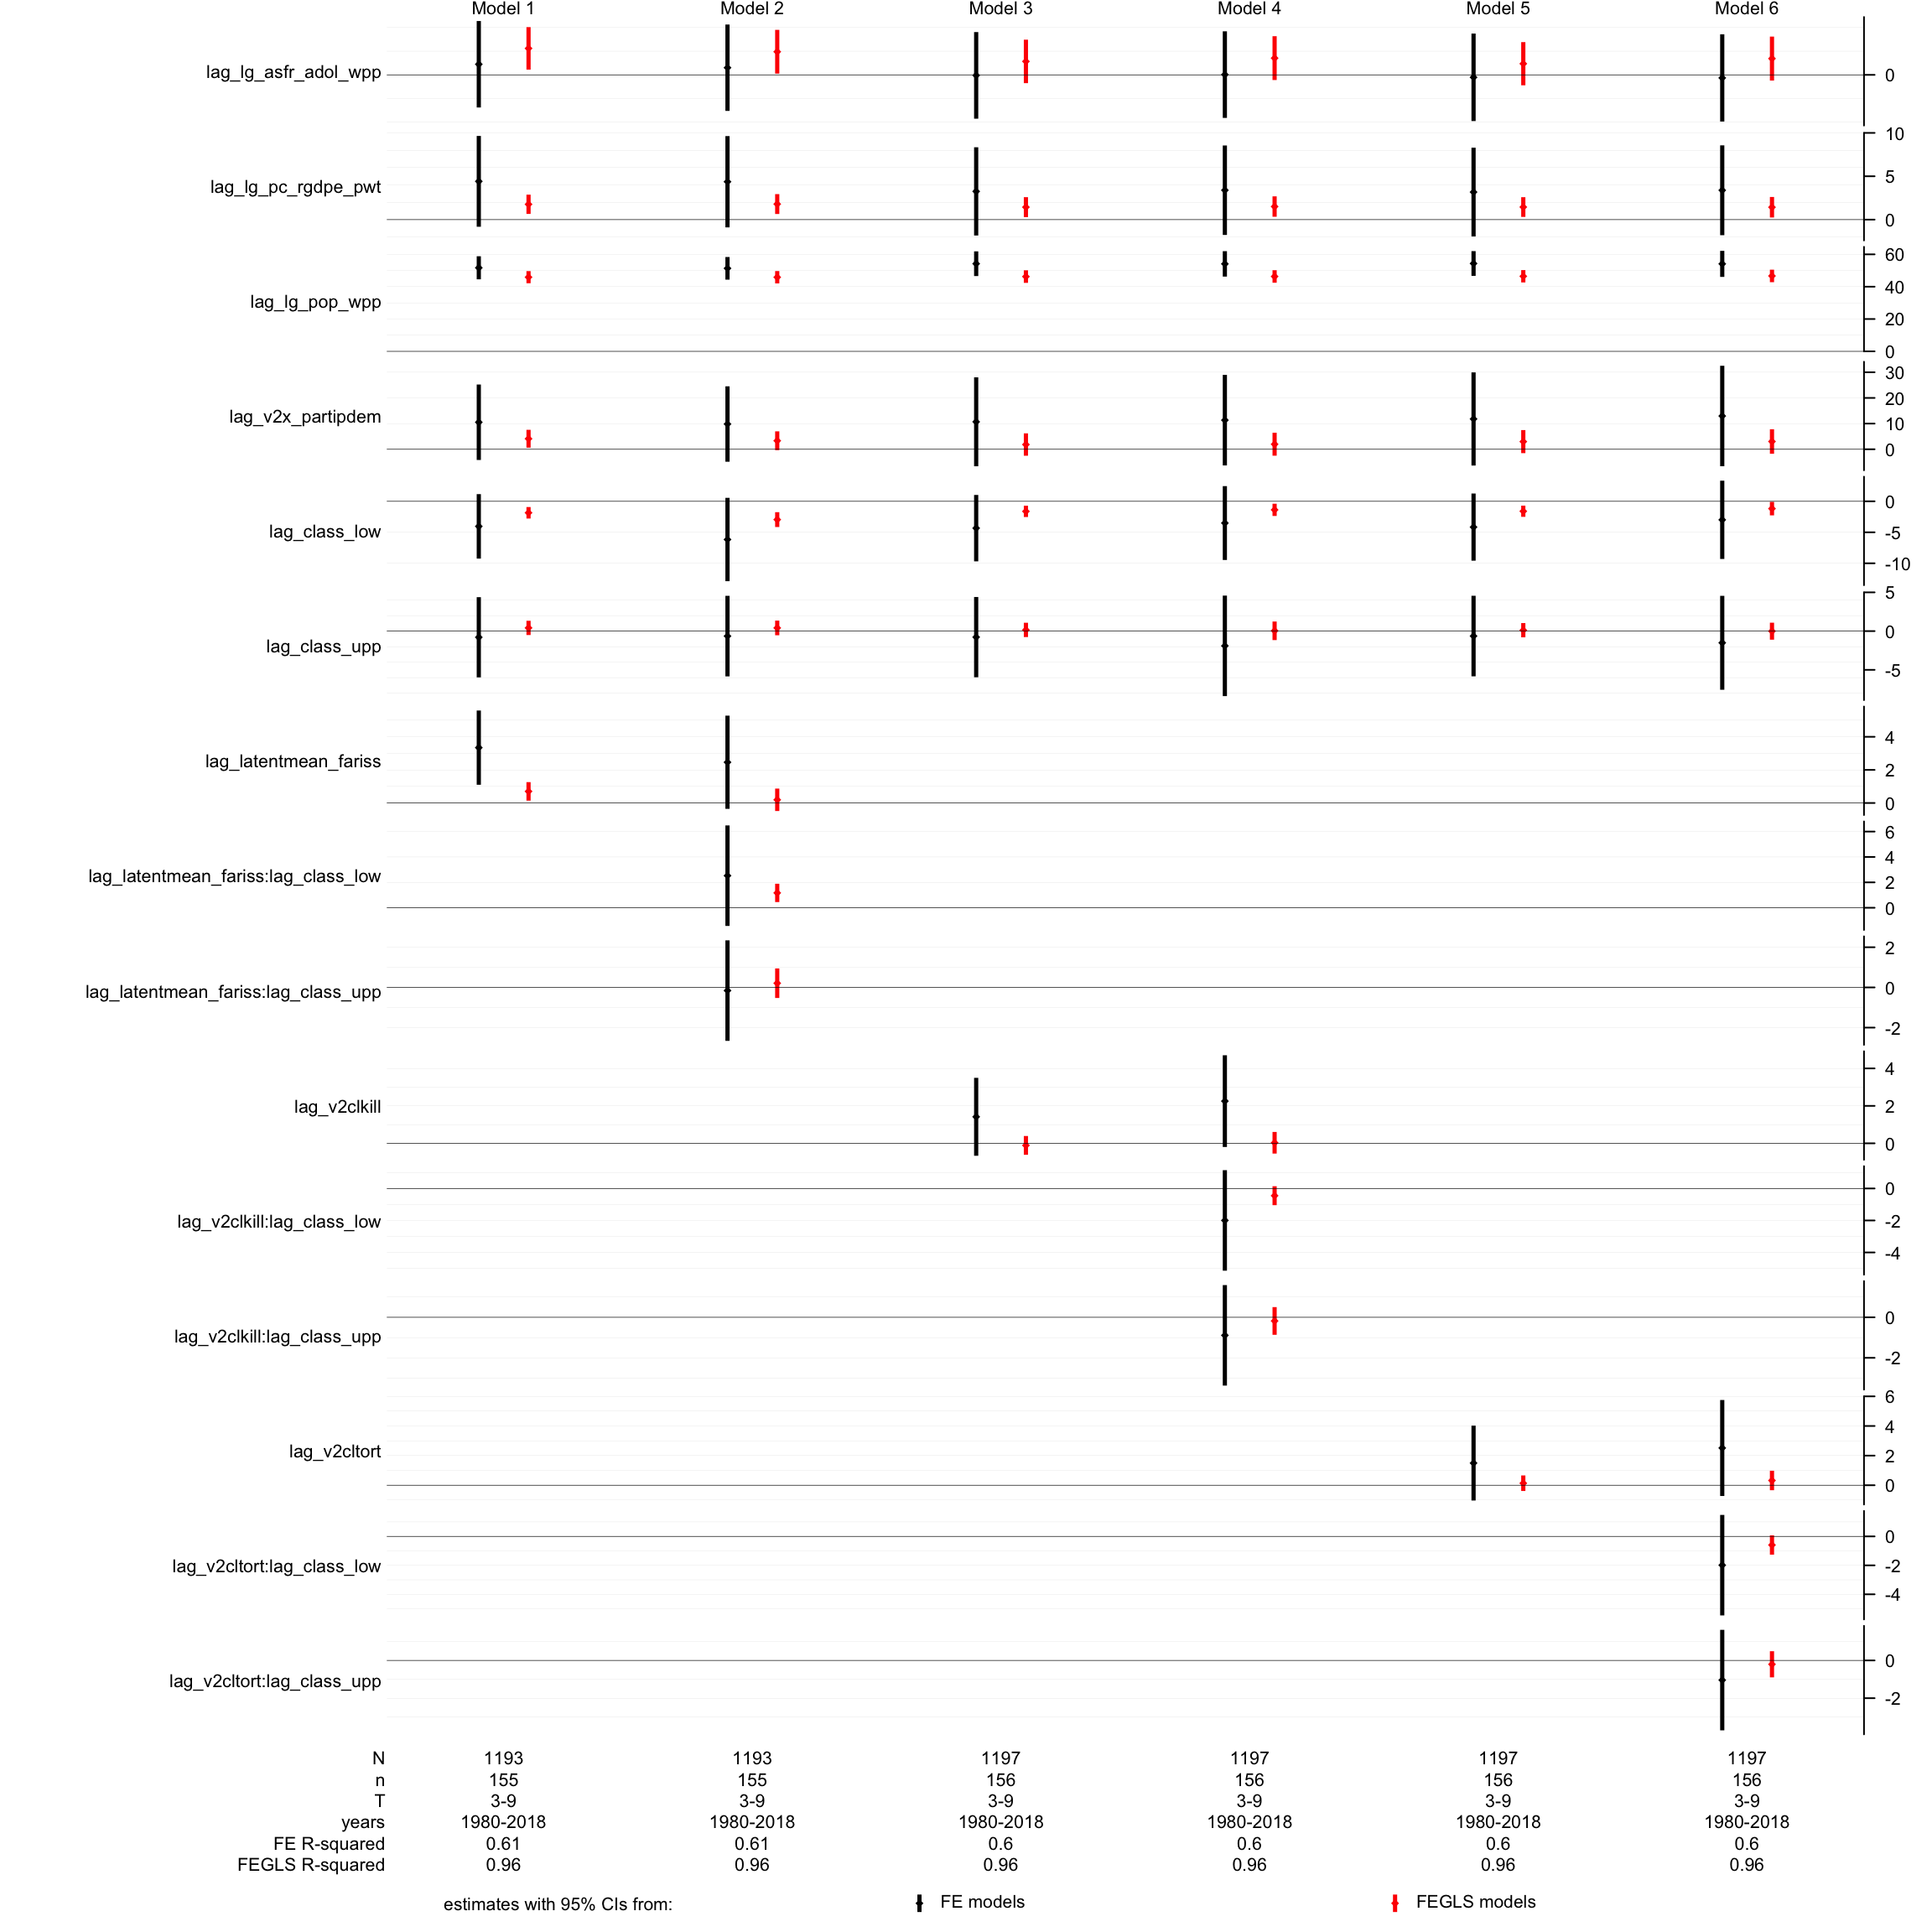 Model 1 Model 2 Model 3 Model 4 Model 5 Model 6
lag_lg_asfr_adol_wpp
0
lag_lg_pc_rgdpe_pwt
10
5
0
lag_lg_pop_wpp
60
40
20
0
lag_v2x_partipdem
30
20
10
0
lag_class_low
0
-5
-10
lag_class_upp
5
0
-5
lag_latentmean_fariss
4
2
0
lag_latentmean_fariss:lag_class_low
6
4
2
0
lag_latentmean_fariss:lag_class_upp
2
0
-2
lag_v2clkill
4
2
0
lag_v2clkill:lag_class_low
0
-2
-4
lag_v2clkill:lag_class_upp
0
-2
lag_v2cltort
6
4
2
0
lag_v2cltort:lag_class_low
0
-2
-4
lag_v2cltort:lag_class_upp
0
-2
N 1193 1193 1197 1197 1197 1197
n 155 155 156 156 156 156
T 3-9 3-9 3-9 3-9 3-9 3-9
years 1980-2018 1980-2018 1980-2018 1980-2018 1980-2018 1980-2018
FE R-squared 0.61 0.61 0.6 0.6 0.6 0.6
FEGLS R-squared 0.96 0.96 0.96 0.96 0.96 0.96
estimates with 95% CIs from: FE models FEGLS models